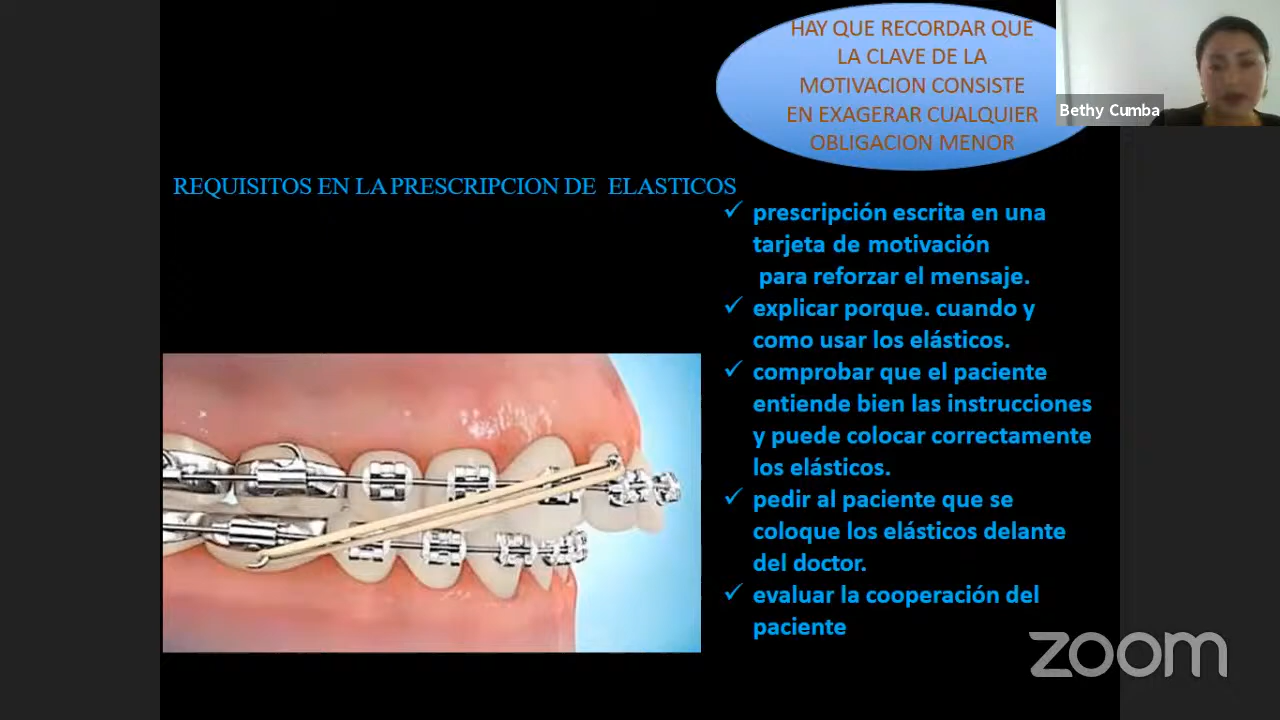 HAY QUE RECORDAR QUE
LA CLAVE DE LA
MOTIVACION CONSISTE
EN EXAGERAR CUALQUIER
OBLIGACION MENOR
Bethy Cumba
REQUISITOS EN LA PRESCRIPCION DE ELASTICOS
✓ prescripción escrita en una
tarjeta de motivación
para reforzar el mensaje.
✓ explicar porque. cuando y
como usar los elásticos.
✓ comprobar que el paciente
entiende bien las instrucciones
y puede colocar correctamente
los elásticos.
✓ pedir al paciente que se
coloque los elásticos delante
del doctor.
✓ evaluar la cooperación del
paciente
zoom